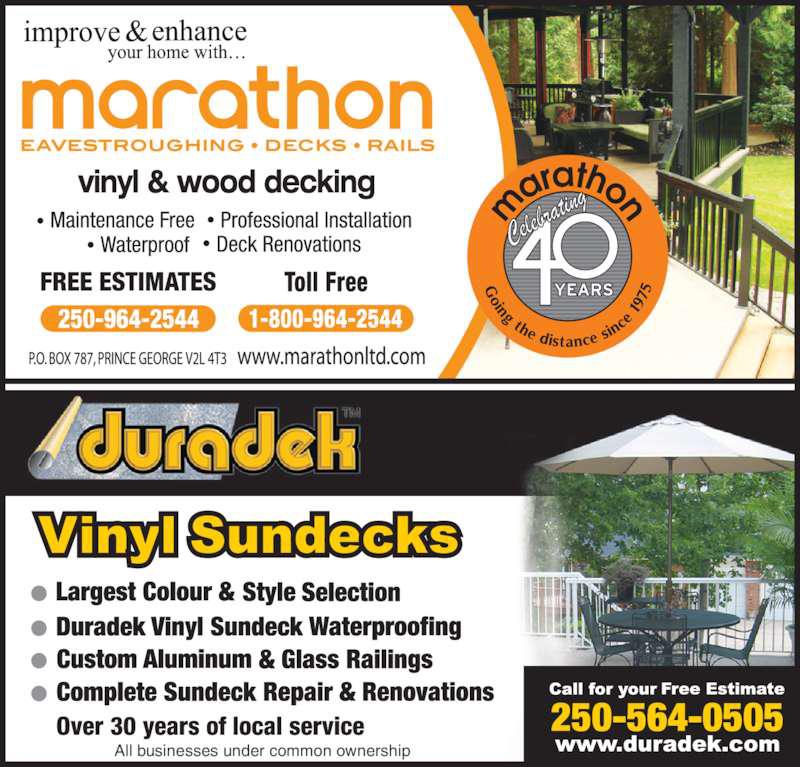 improve & enhance
your home with...
marathon
EAVESTROUGHING • DECKS • RAILS
vinyl & wood decking
• Maintenance Free • Professional Installation
• Waterproof • Deck Renovations
FREE ESTIMATES Toll Free
250-964-2544 1-800-964-2544
P.O. BOX 787, PRINCE GEORGE V2L 4T3 www.marathonltd.com
marathon
Celebrating
40
YEARS
Going the distance since 1975
duradek™
Vinyl Sundecks
● Largest Colour & Style Selection
● Duradek Vinyl Sundeck Waterproofing
● Custom Aluminum & Glass Railings
● Complete Sundeck Repair & Renovations
Over 30 years of local service
All businesses under common ownership
Call for your Free Estimate
250-564-0505
www.duradek.com